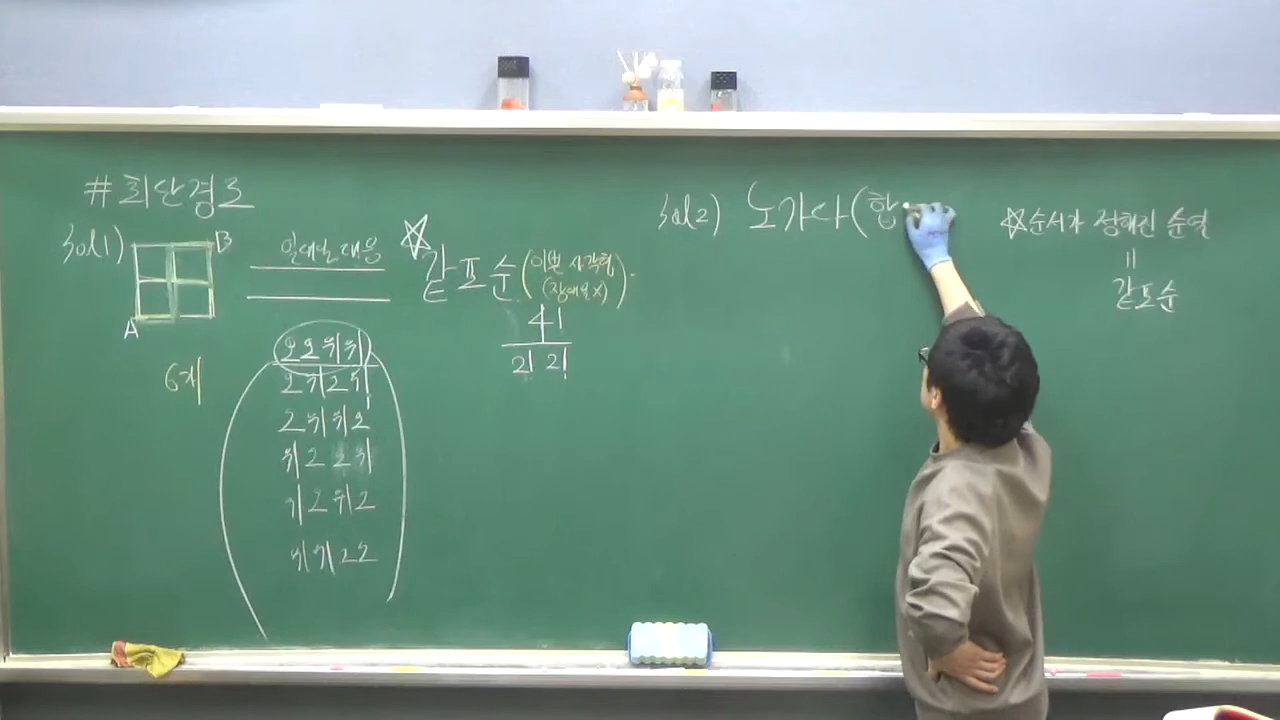 # 최단경로
sol1)
B
A
6개
일대일 대응
오오위위
오위오위
오위위오
위오오위
위오위오
위위오오
☆같포순(이쁜 사각형
(장애물X))
4!
2! 2!
sol2) 노가다(합
☆순서가 정해진 순열
=
같포순